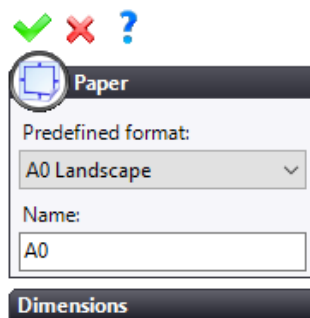 ?
Paper
Predefined format:
A0 Landscape
Name:
A0
Dimensions